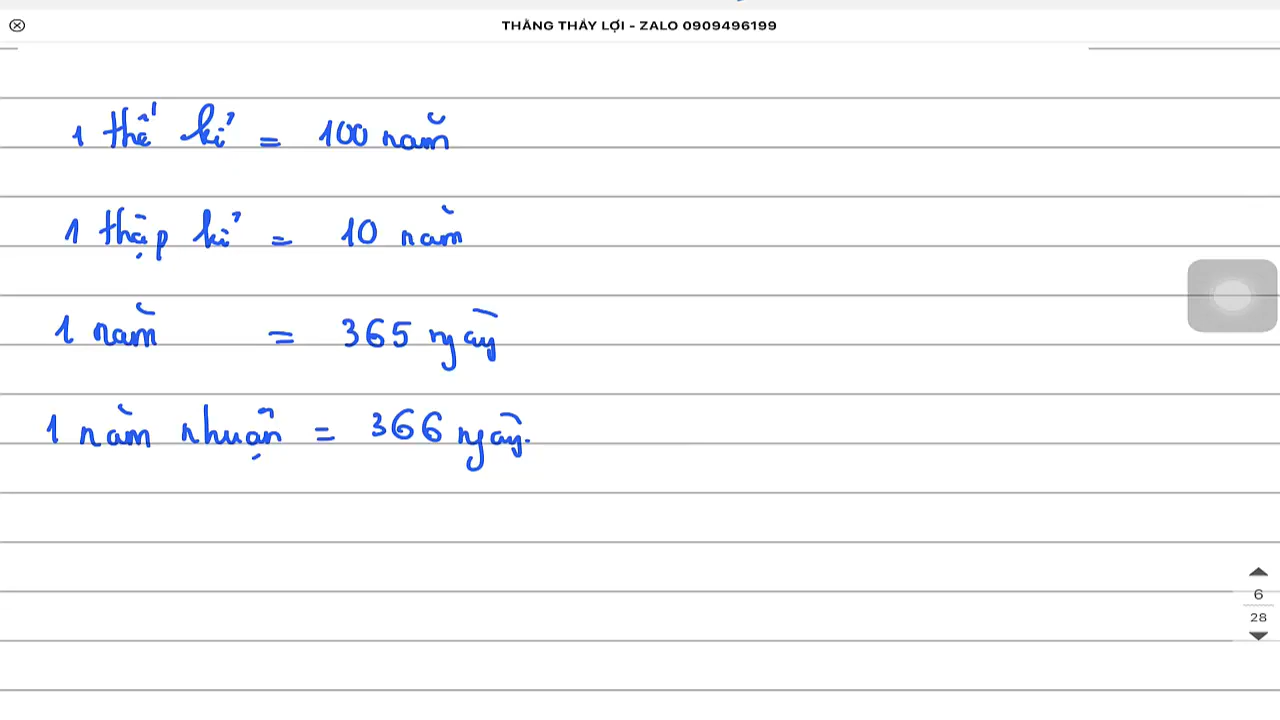 THẦNG THẦY LỢI - ZALO 0909496199
1 thế kỉ = 100 năm
1 thập kỉ = 10 năm
1 năm = 365 ngày
1 năm nhuận = 366 ngày.
6
28